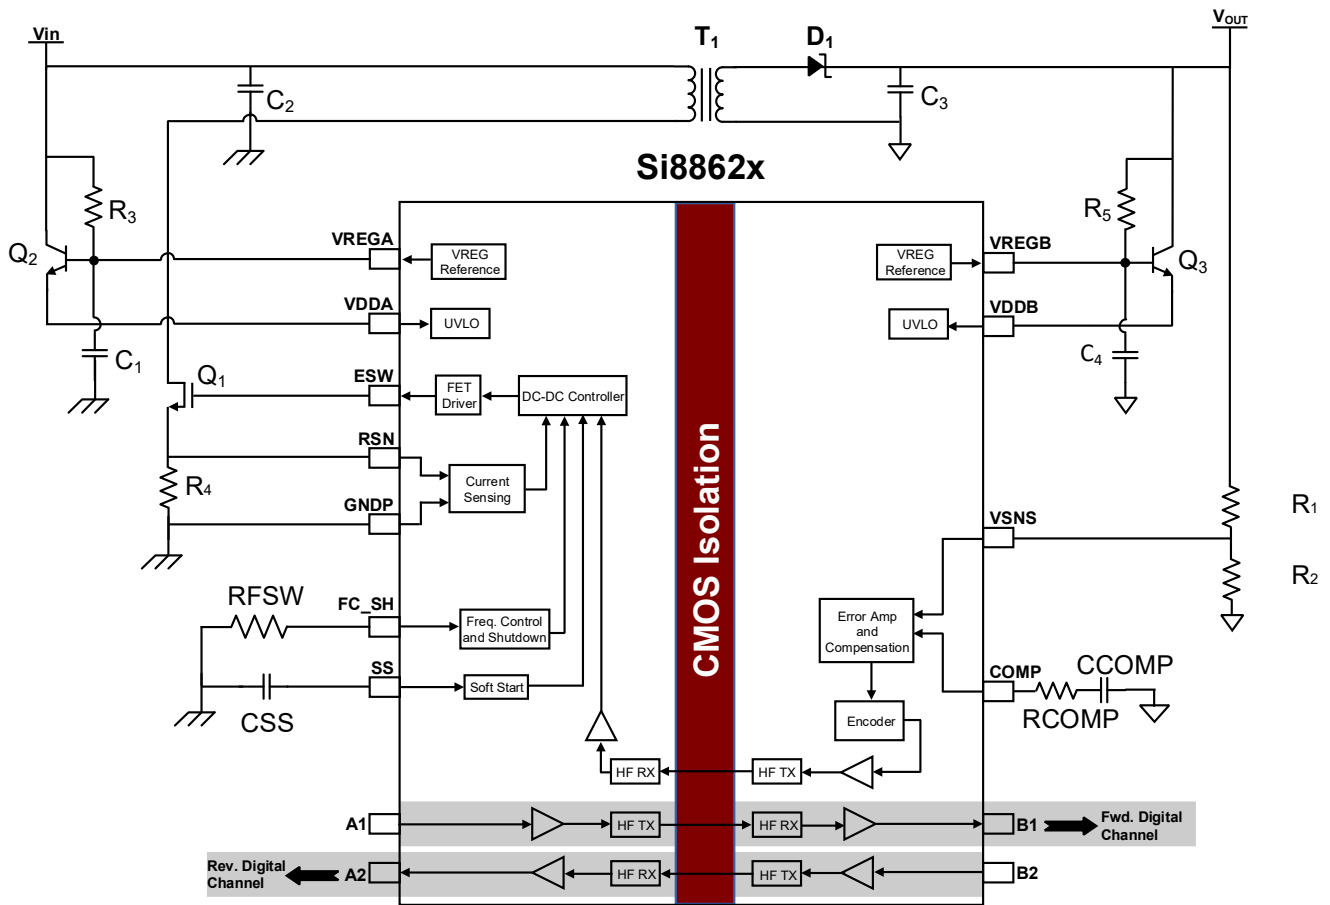 Vin
T1
D1
VOUT
C2
C3
Si8862x
R3
Q2
VREGA
VREG
Reference
VDDA
UVLO
C1
Q1
ESW
FET
Driver
DC-DC Controller
RSN
R4
Current
Sensing
GNDP
RFSW
FC_SH
Freq. Control
and Shutdown
SS
Soft Start
CSS
CMOS Isolation
R5
VREG
Reference
VREGB
Q3
UVLO
VDDB
C4
VSNS
R1
R2
Error Amp
and
Compensation
COMP
CCOMP
RCOMP
Encoder
HF RX
HF TX
A1
HF TX
HF RX
B1
Fwd. Digital
Channel
Rev. Digital
Channel
A2
HF RX
HF TX
B2